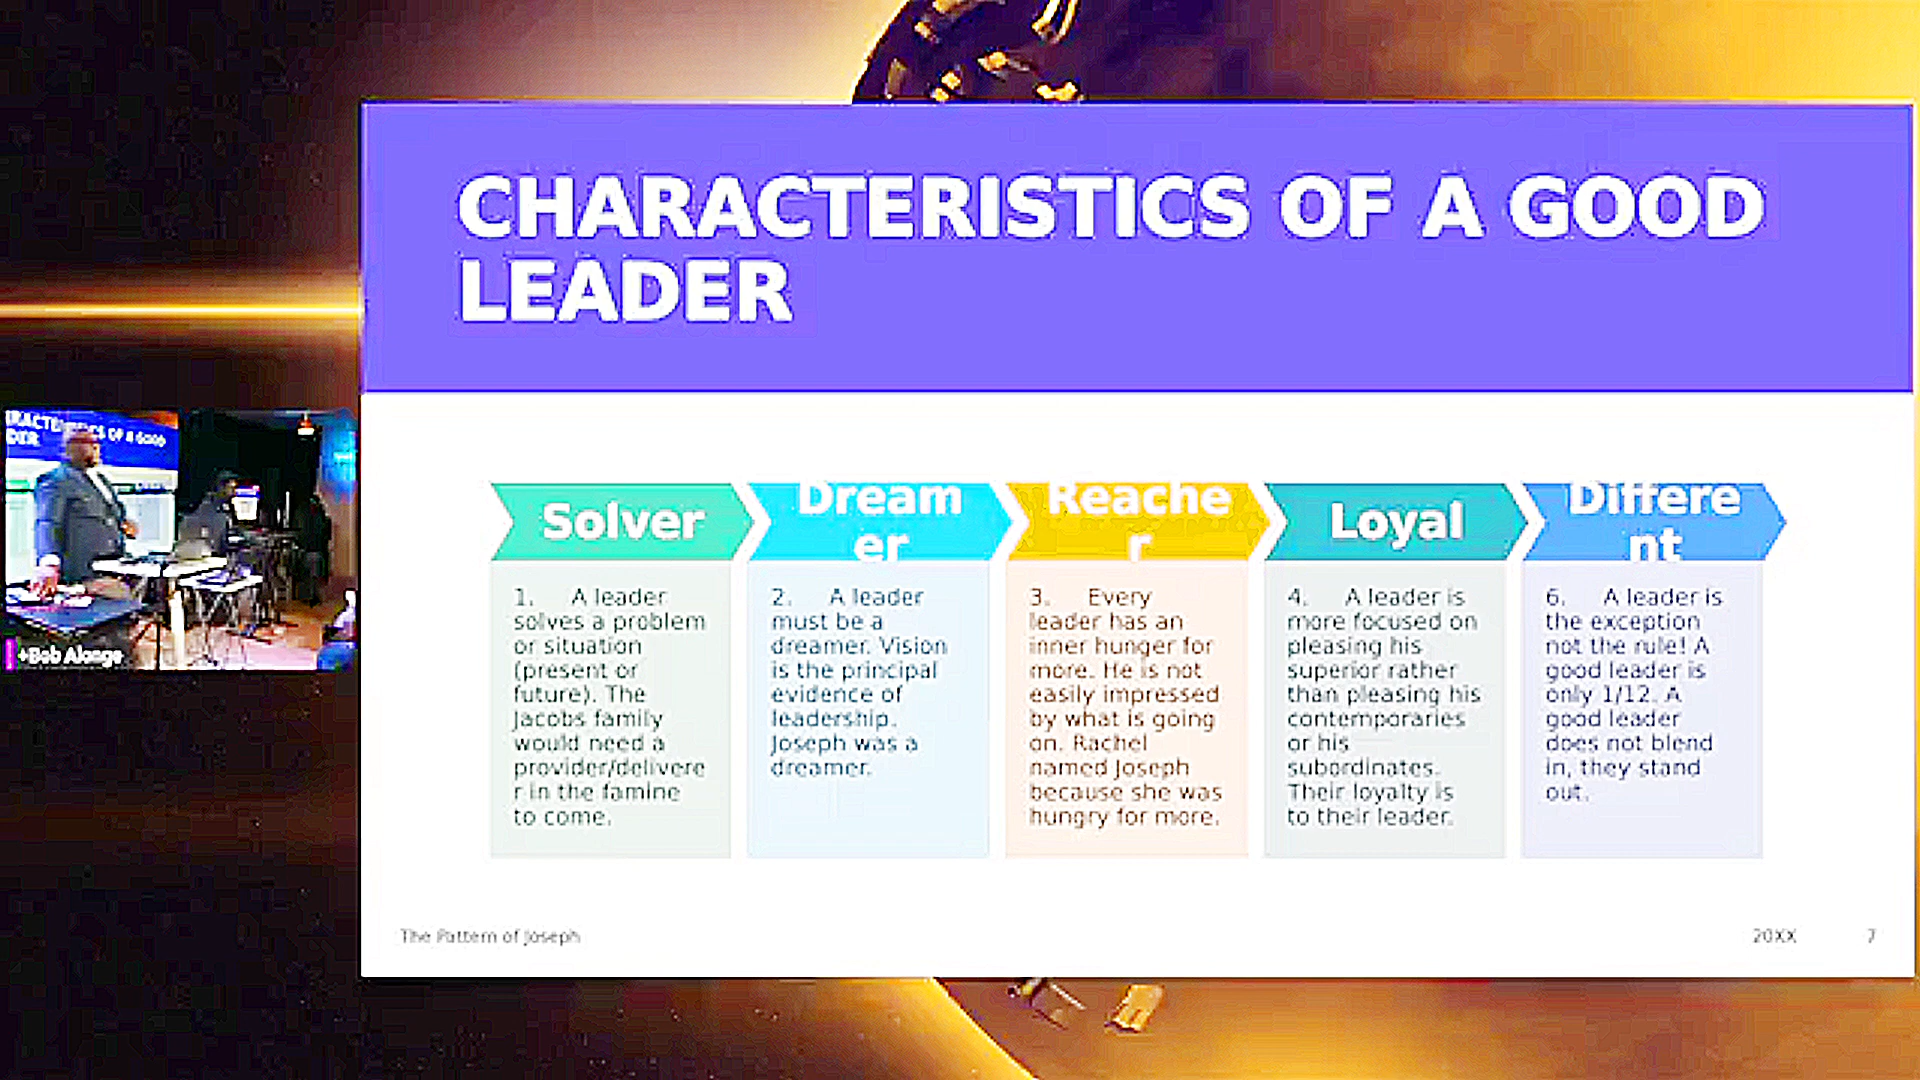 CHARACTERISTICS OF A GOOD
LEADER
Solver
1. A leader
solves a problem
or situation
(present or
future). The
Jacobs family
would need a
provider/delivere
r in the famine
to come.
Dream
er
2. A leader
must be a
dreamer. Vision
is the principal
evidence of
leadership.
Joseph was a
dreamer.
Reache
r
3. Every
leader has an
inner hunger for
more. He is not
easily impressed
by what is going
on. Rachel
named Joseph
because she was
hungry for more.
Loyal
4. A leader is
more focused on
pleasing his
superior rather
than pleasing his
contemporaries
or his
subordinates.
Their loyalty is
to their leader.
Differe
nt
6. A leader is
the exception
not the rule! A
good leader is
only 1/12. A
good leader
does not blend
in, they stand
out.
The Pattern of Joseph
20XX
7
RACTERISTICS OF A GOOD
DER
+Bob Alonge